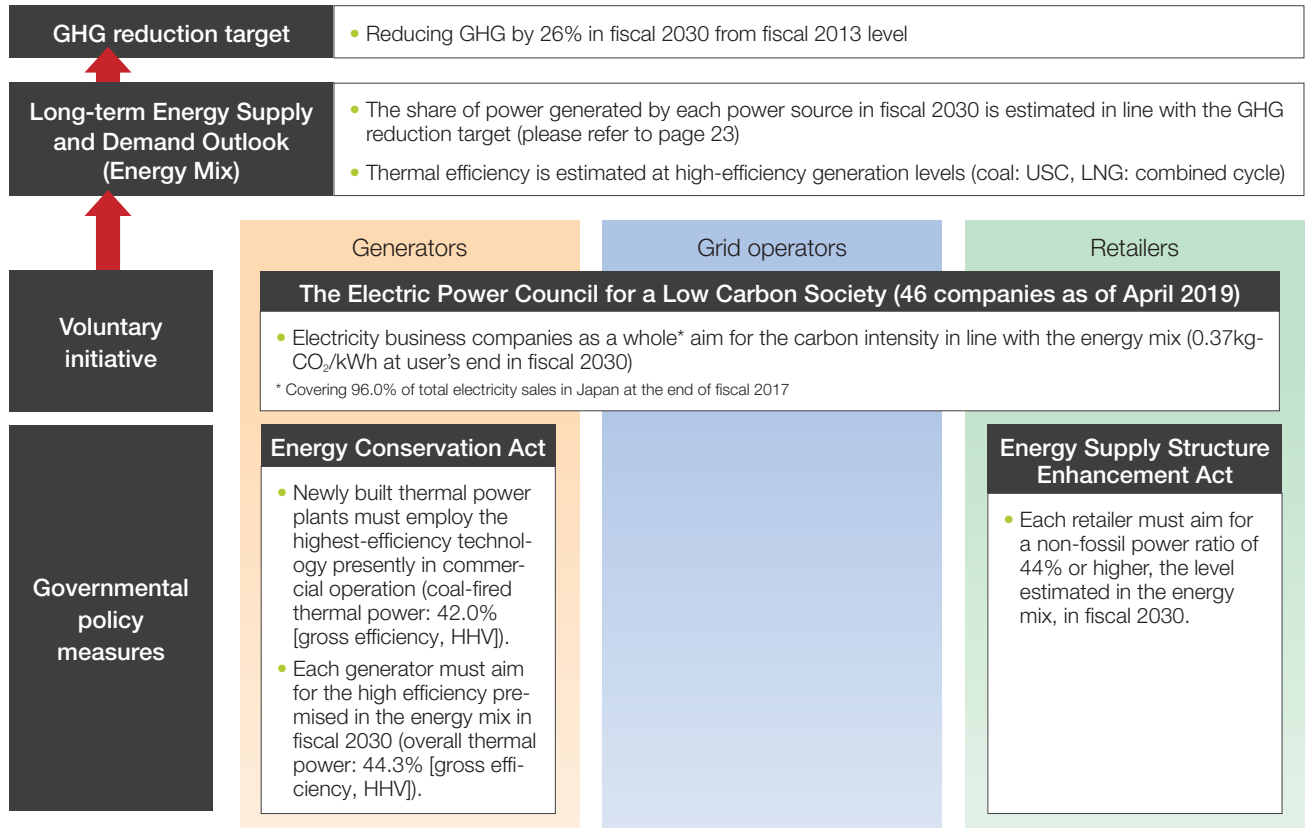 GHG reduction target
• Reducing GHG by 26% in fiscal 2030 from fiscal 2013 level
Long-term Energy Supply
and Demand Outlook
(Energy Mix)
• The share of power generated by each power source in fiscal 2030 is estimated in line with the GHG
reduction target (please refer to page 23)
• Thermal efficiency is estimated at high-efficiency generation levels (coal: USC, LNG: combined cycle)
Generators
Grid operators
Retailers
Voluntary
initiative
The Electric Power Council for a Low Carbon Society (46 companies as of April 2019)
• Electricity business companies as a whole* aim for the carbon intensity in line with the energy mix (0.37kg-
CO₂/kWh at user's end in fiscal 2030)
* Covering 96.0% of total electricity sales in Japan at the end of fiscal 2017
Governmental
policy
measures
Energy Conservation Act
• Newly built thermal power
plants must employ the
highest-efficiency technol-
ogy presently in commer-
cial operation (coal-fired
thermal power: 42.0%
[gross efficiency, HHV]).
• Each generator must aim
for the high efficiency pre-
mised in the energy mix in
fiscal 2030 (overall thermal
power: 44.3% [gross effi-
ciency, HHV]).
Energy Supply Structure
Enhancement Act
• Each retailer must aim for
a non-fossil power ratio of
44% or higher, the level
estimated in the energy
mix, in fiscal 2030.